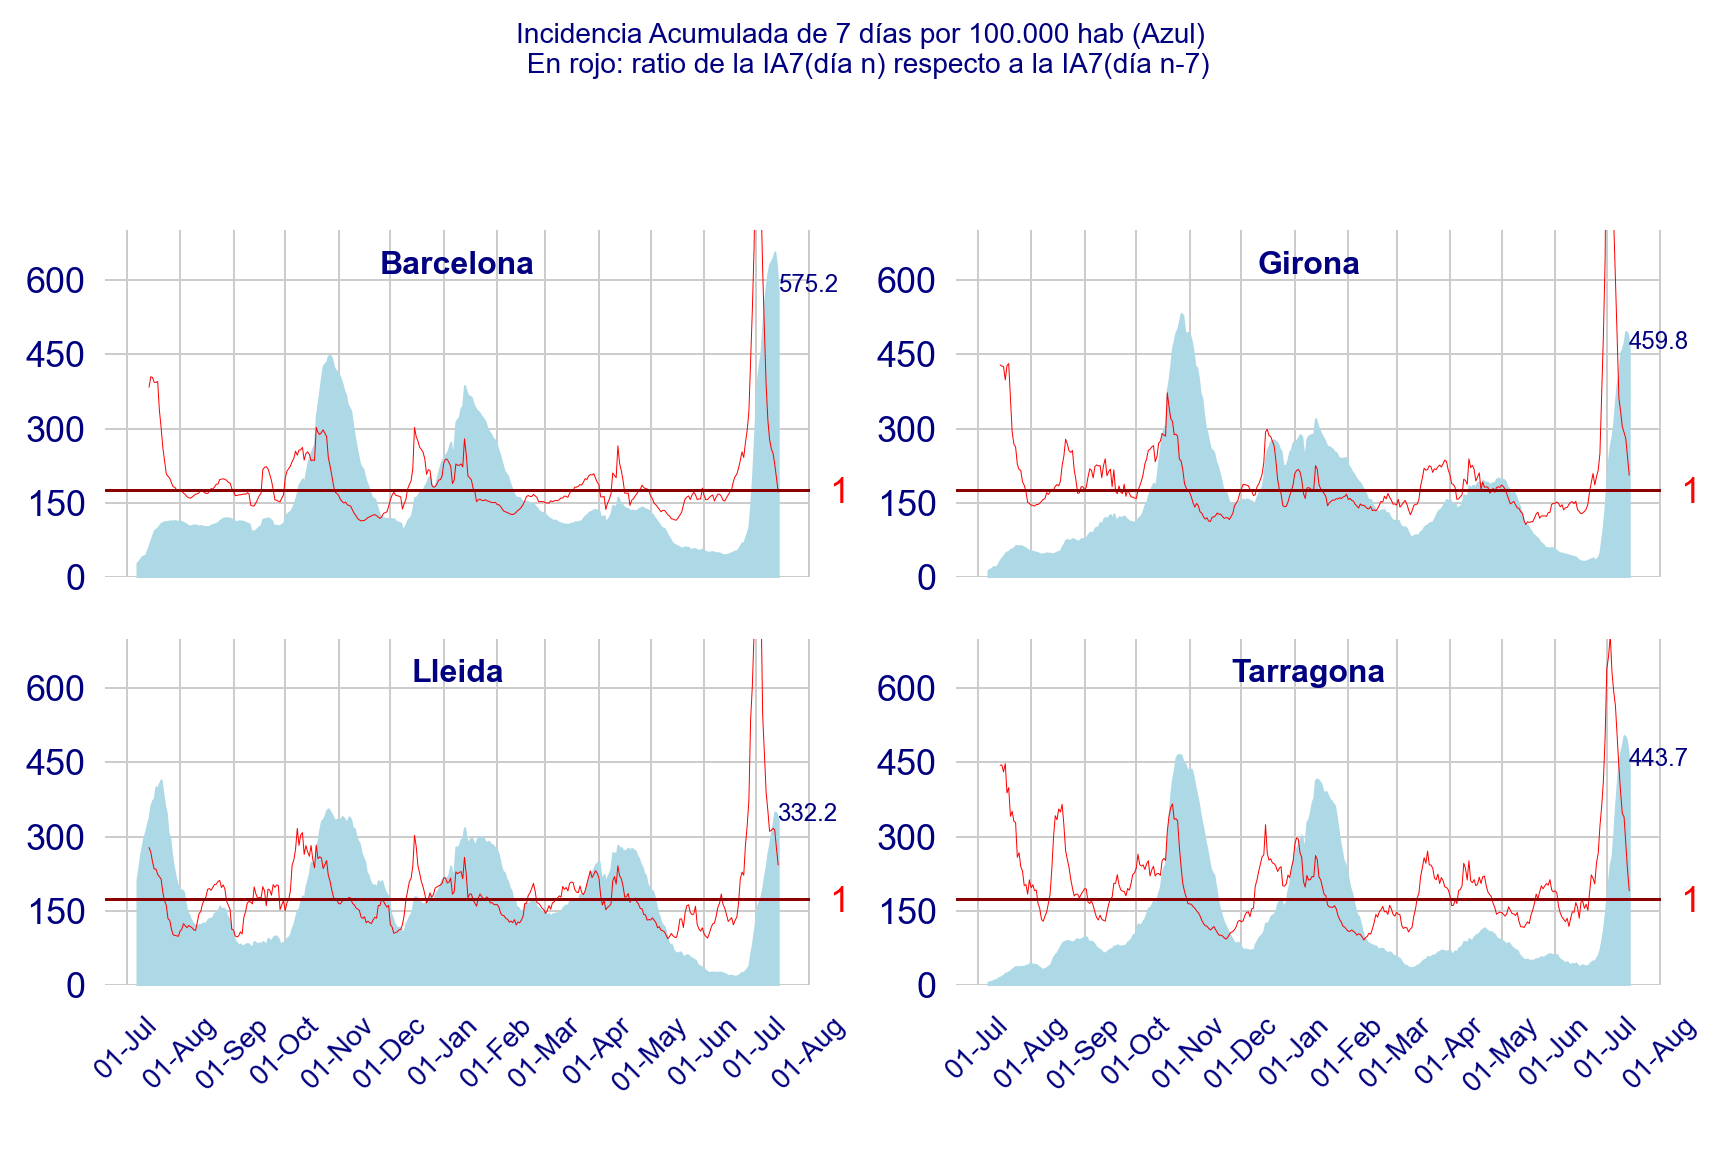 Incidencia Acumulada de 7 días por 100.000 hab (Azul)
En rojo: ratio de la IA7(día n) respecto a la IA7(día n-7)
Barcelona
600
450
300
150
0
575.2
1
Girona
600
450
300
150
0
459.8
1
Lleida
600
450
300
150
0
332.2
1
01-Jul
01-Aug
01-Sep
01-Oct
01-Nov
01-Dec
01-Jan
01-Feb
01-Mar
01-Apr
01-May
01-Jun
01-Jul
01-Aug
Tarragona
600
450
300
150
0
443.7
1
01-Jul
01-Aug
01-Sep
01-Oct
01-Nov
01-Dec
01-Jan
01-Feb
01-Mar
01-Apr
01-May
01-Jun
01-Jul
01-Aug